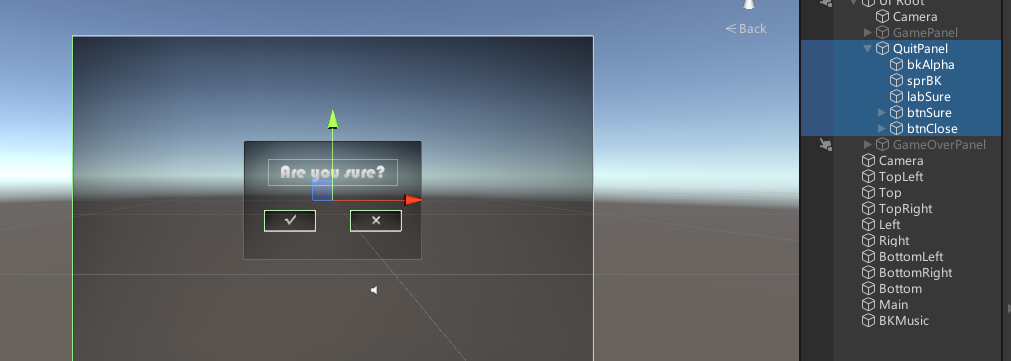 UI Root
Camera
GamePanel
QuitPanel
bkAlpha
sprBK
labSure
btnSure
btnClose
GameOverPanel
Camera
TopLeft
Top
TopRight
Left
Right
BottomLeft
BottomRight
Bottom
Main
BKMusic
< Back
Are you sure?